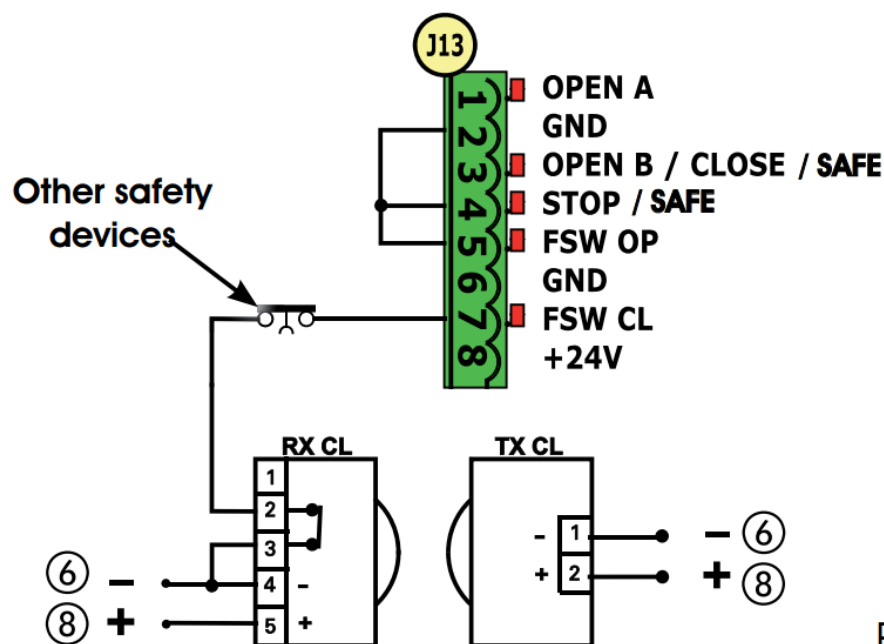 J13
1 OPEN A
2 GND
3 OPEN B / CLOSE / SAFE
4 STOP / SAFE
5 FSW OP
6 GND
7 FSW CL
8 +24V
Other safety
devices
RX CL
1
2
3
4 -
5 +
6 -
8 +
TX CL
- 1
+ 2
- 6
+ 8